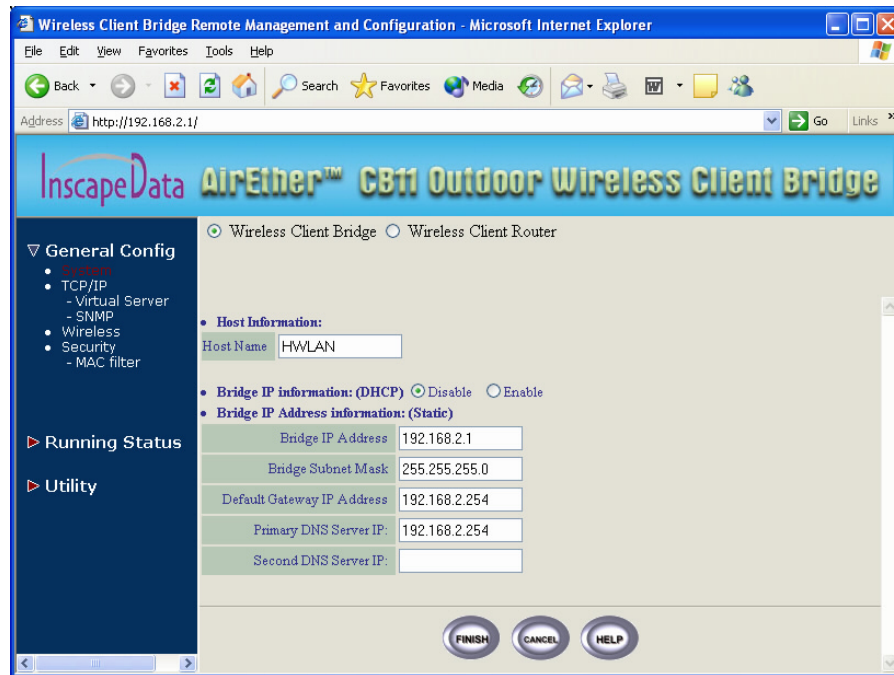 Wireless Client Bridge Remote Management and Configuration - Microsoft Internet Explorer
File Edit View Favorites Tools Help
Back Search Favorites Media
Address http://192.168.2.1/ Go Links »
InscapeData AirEther™ CB11 Outdoor Wireless Client Bridge
Wireless Client Bridge Wireless Client Router
General Config
System
TCP/IP
- Virtual Server
- SNMP
Wireless
Security
- MAC filter
Running Status
Utility
Host Information:
Host Name HWLAN
Bridge IP information: (DHCP) Disable Enable
Bridge IP Address information: (Static)
Bridge IP Address 192.168.2.1
Bridge Subnet Mask 255.255.255.0
Default Gateway IP Address 192.168.2.254
Primary DNS Server IP: 192.168.2.254
Second DNS Server IP:
FINISH CANCEL HELP